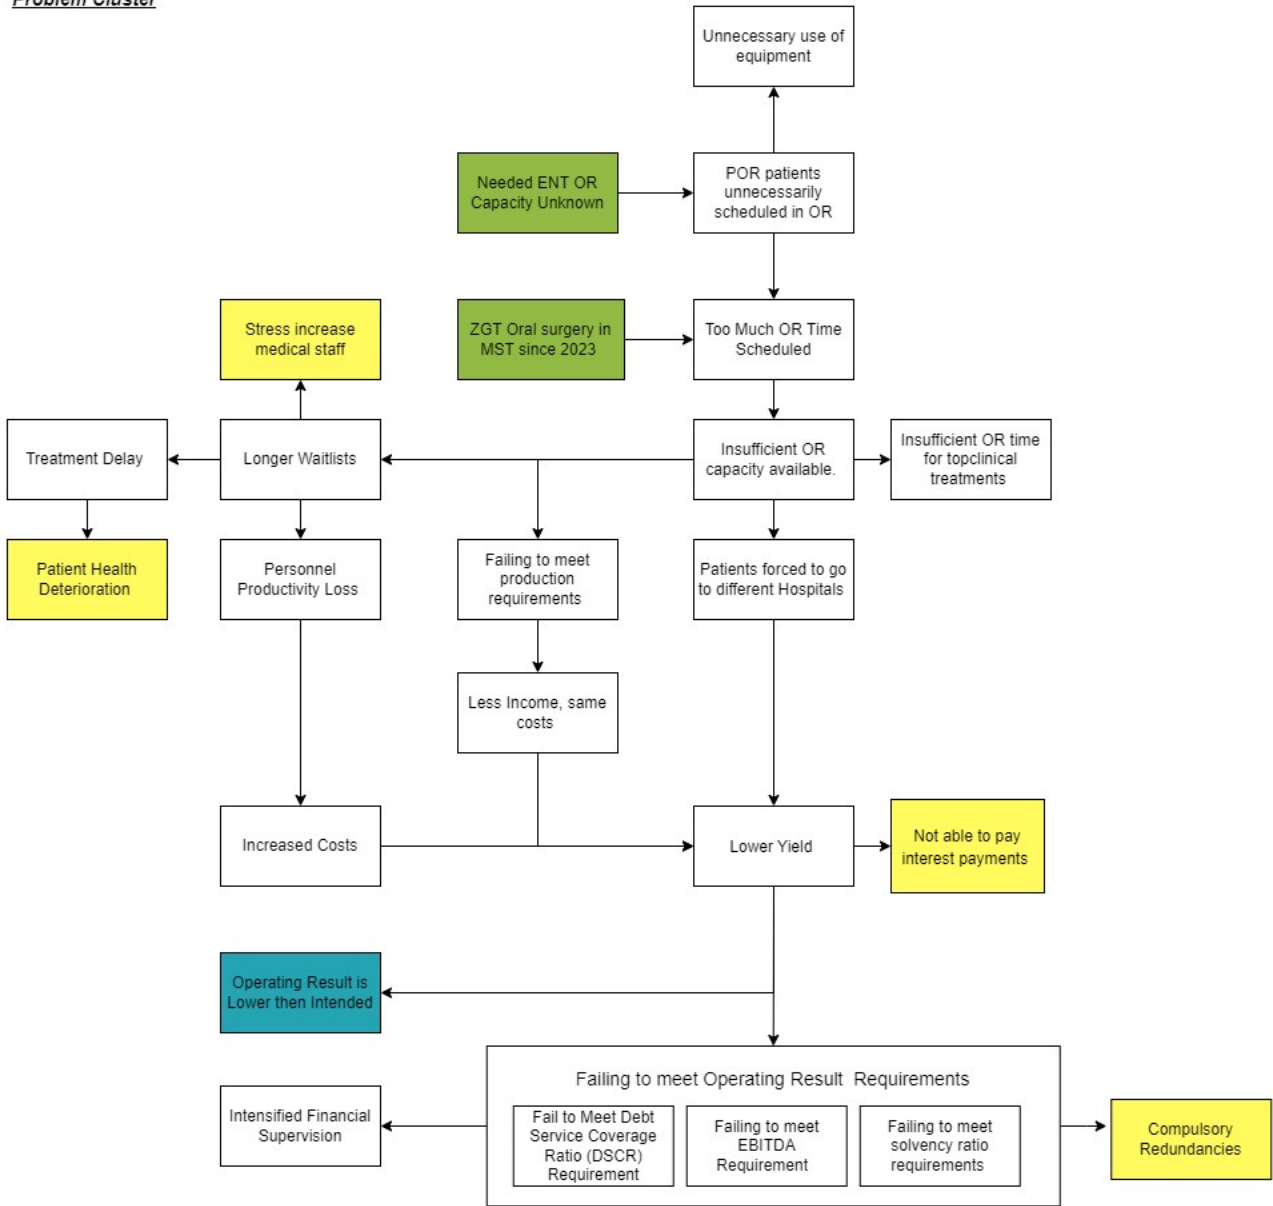 Problem Cluster
Unnecessary use of
equipment
Needed ENT OR
Capacity Unknown
POR patients
unnecessarily
scheduled in OR
Stress increase
medical staff
ZGT Oral surgery in
MST since 2023
Too Much OR Time
Scheduled
Treatment Delay
Longer Waitlists
Insufficient OR
capacity available.
Insufficient OR time
for topclinical
treatments
Patient Health
Deterioration
Personnel
Productivity Loss
Failing to meet
production
requirements
Patients forced to go
to different Hospitals
Less Income, same
costs
Increased Costs
Lower Yield
Not able to pay
interest payments
Operating Result is
Lower then Intended
Failing to meet Operating Result Requirements
Intensified Financial
Supervision
Fail to Meet Debt
Service Coverage
Ratio (DSCR)
Requirement
Failing to meet
EBITDA
Requirement
Failing to meet
solvency ratio
requirements
Compulsory
Redundancies